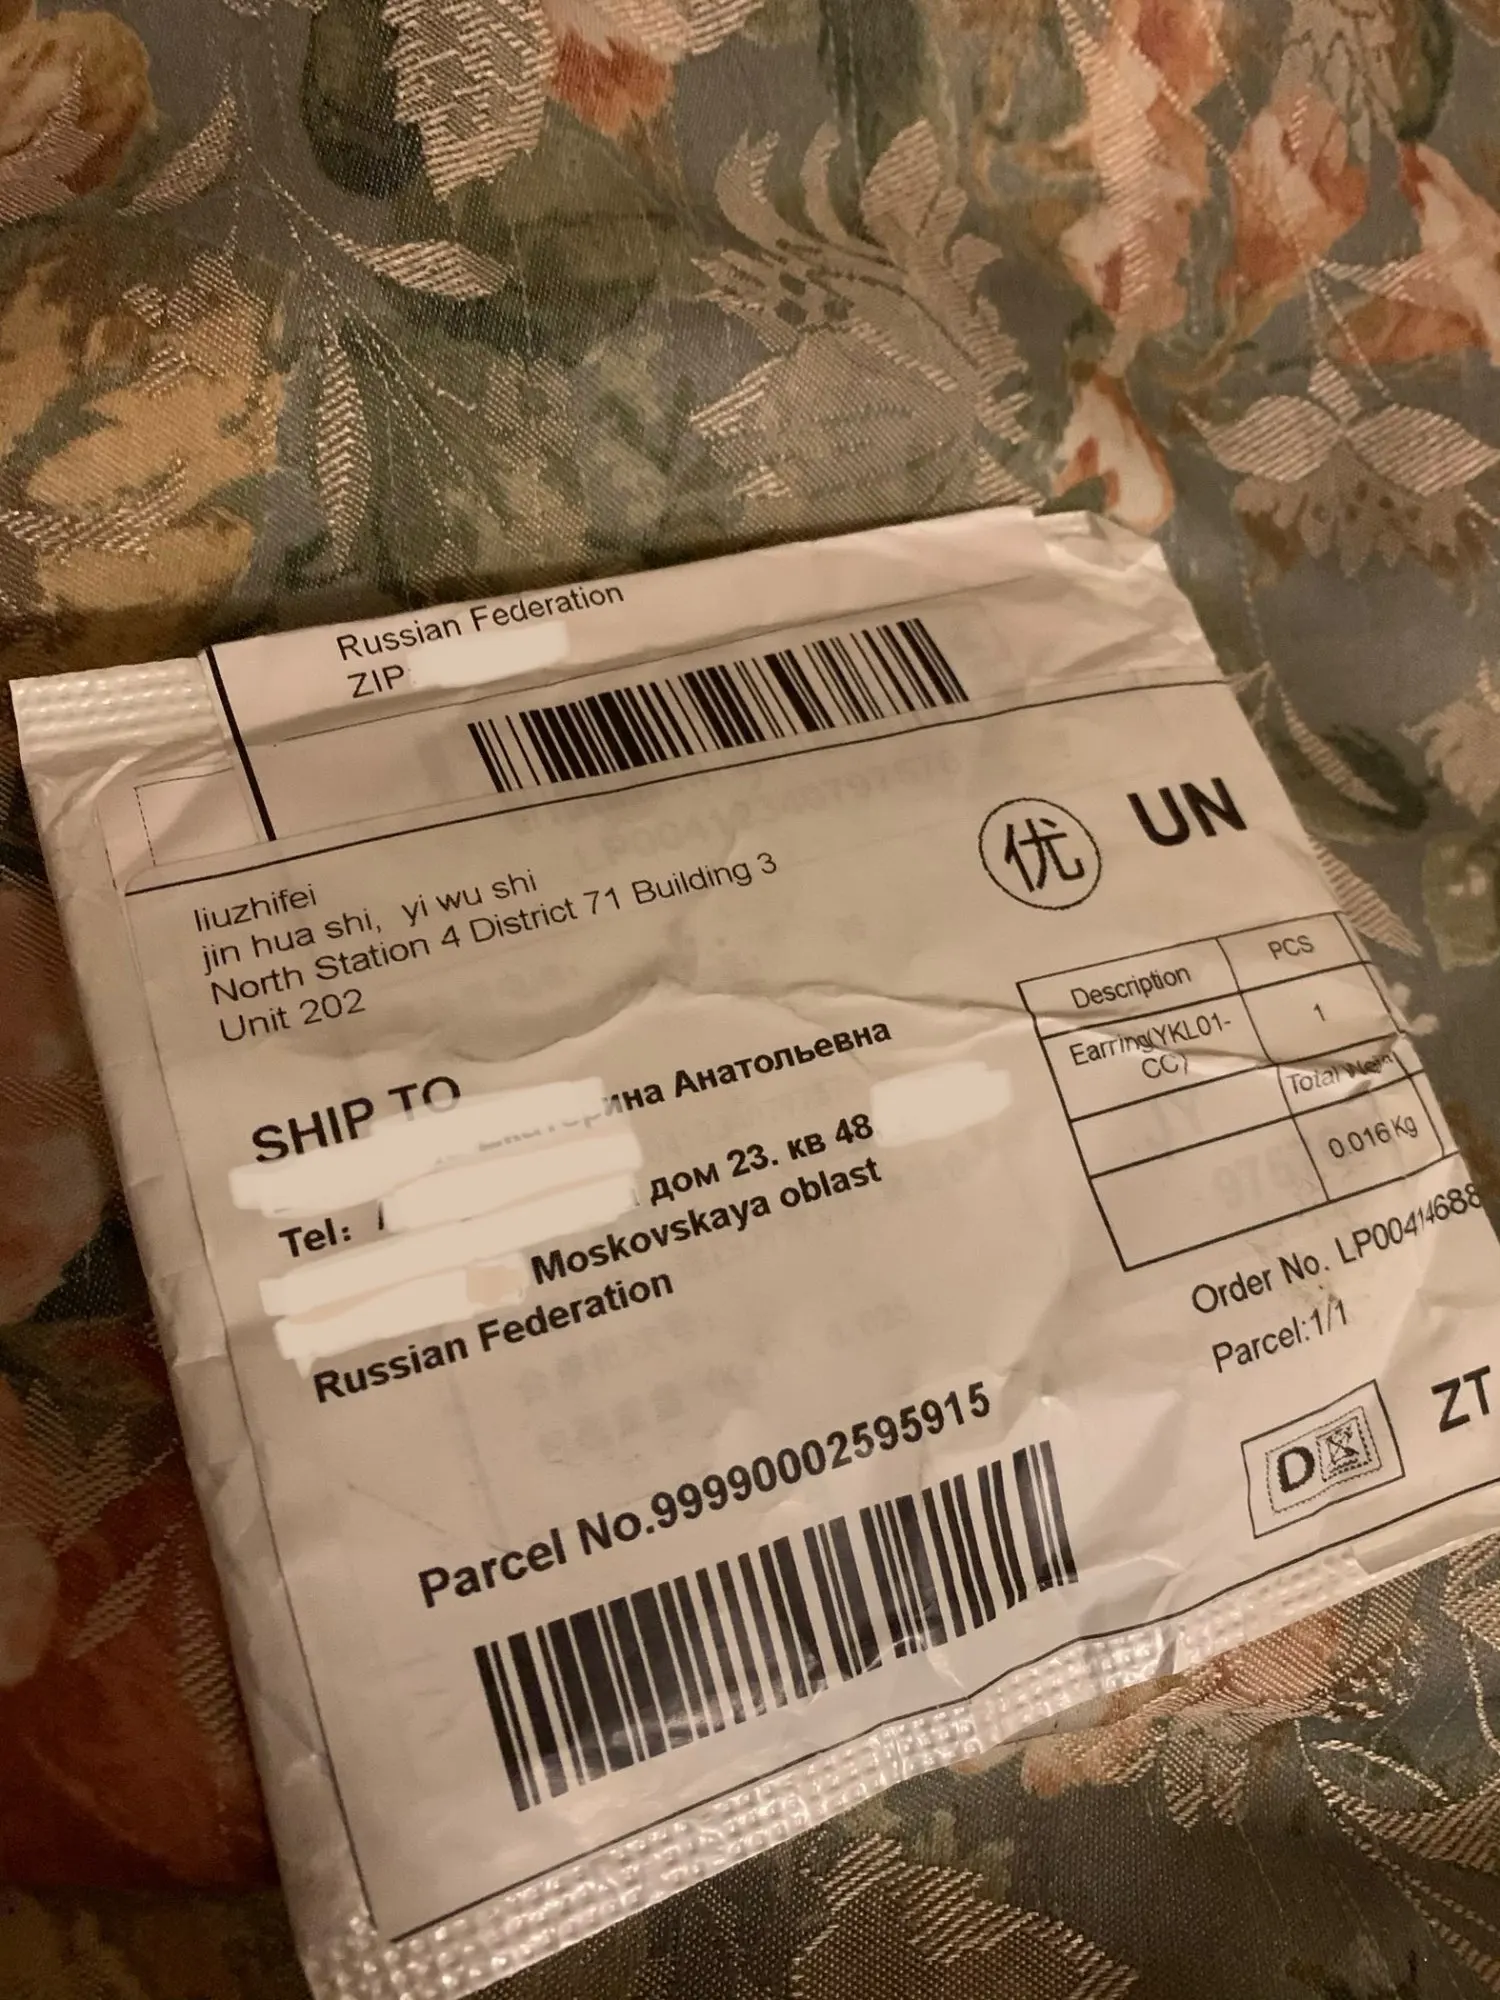 Russian Federation
ZIP
优 UN
liuzhifei
jin hua shi, yi wu shi
North Station 4 District 71 Building 3
Unit 202
Description PCS
Earring(YKL01-
CC) 1
Total Weight
0.016 Kg
SHIP TO
Анатольевна
Tel:
дом 23. кв 48
Moskovskaya oblast
Russian Federation
Order No. LP00414688
Parcel:1/1
Parcel No.99990002595915
D ZT